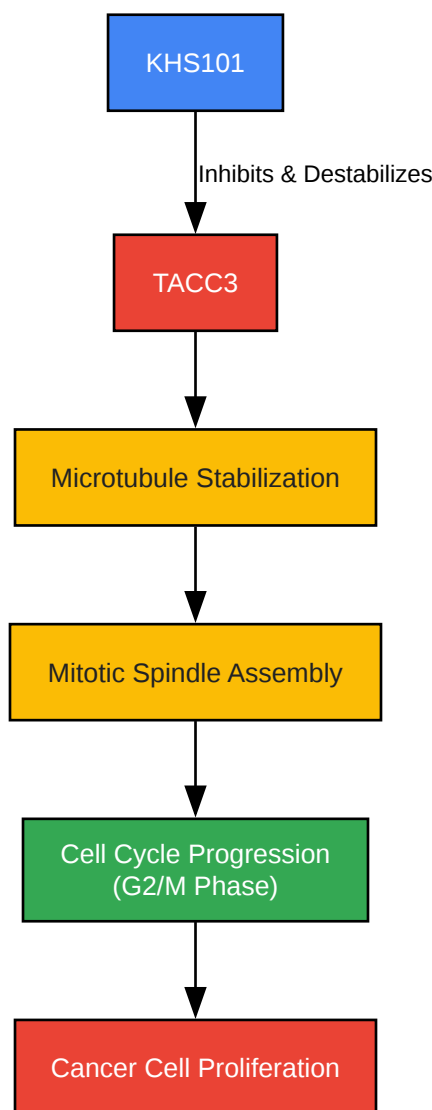 KHS101
Inhibits & Destabilizes
TACC3
Microtubule Stabilization
Mitotic Spindle Assembly
Cell Cycle Progression
(G2/M Phase)
Cancer Cell Proliferation